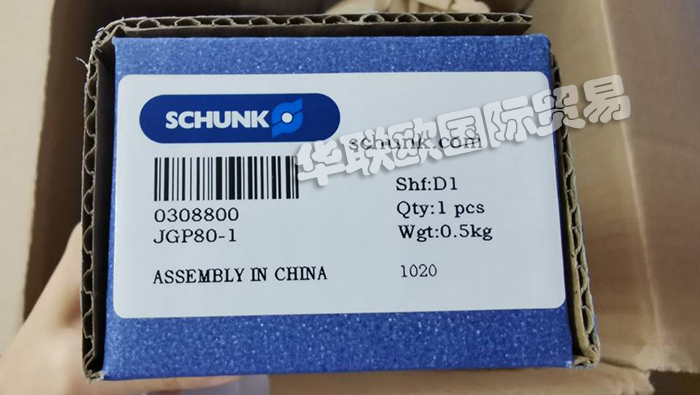 SCHUNK
schunk.com
华联欧国际贸易
0308800
JGP80-1
Shf:D1
Qty:1 pcs
Wgt:0.5kg
ASSEMBLY IN CHINA
1020